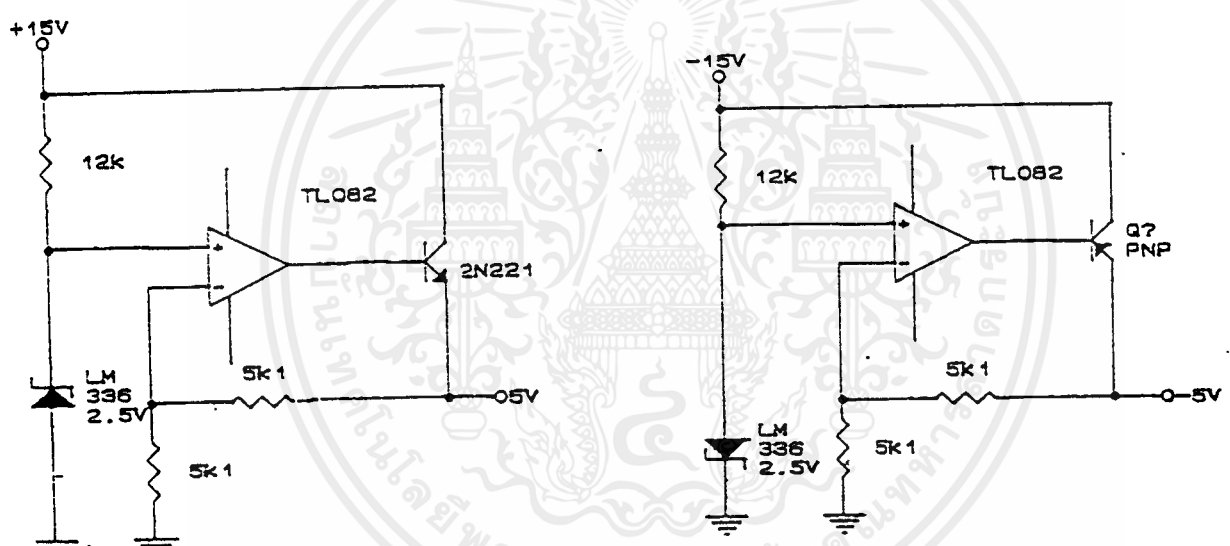 +15V
12K
TL082
+
-
2N221
LM
336
2.5V
5K1
5V
5K1
-15V
12K
TL082
+
-
Q?
PNP
LM
336
2.5V
5K1
-5V
5K1